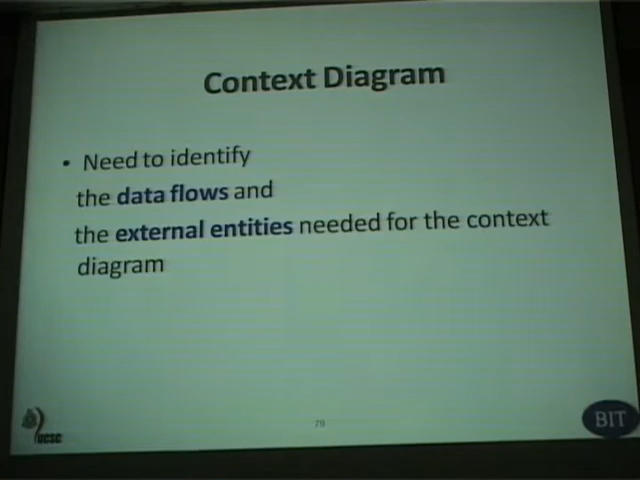 Context Diagram
• Need to identify
the data flows and
the external entities needed for the context
diagram
ucsc
79
BIT